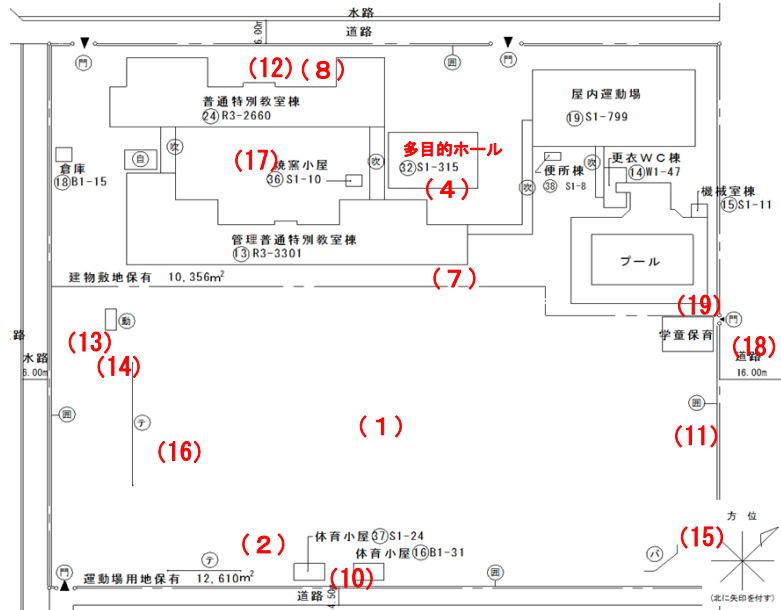 水路
道路
6.00m
門
門
囲
(12)(8)
普通特別教室棟
㉔R3-2660
屋内運動場
⑲S1-799
多目的ホール
㉜S1-315
(4)
倉庫
⑱B1-15
自
吹
(17)
焼窯小屋
㊱S1-10
吹
便所棟
㊳ S1-8
吹
更衣WC棟
⑭W1-47
吹
機械室棟
⑮S1-11
管理普通特別教室棟
⑬R3-3301
プール
建物敷地保有 10,356m²
(7)
(19)
門
学童保育
(18)
道路
16.00m
動
(13)
(14)
路
水路
6.00m
囲
テ
(16)
(1)
囲
(11)
(2)
体育小屋㊲S1-24
体育小屋⑯B1-31
(15)
方位
パ
(北に矢印を付す)
門
テ
運動場用地保有 12,610m²
(10)
囲
道路
4.50m